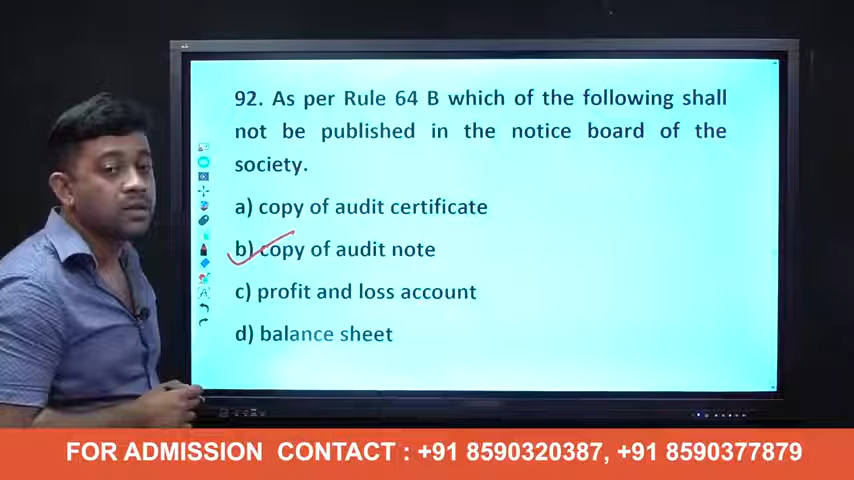 92. As per Rule 64 B which of the following shall
not be published in the notice board of the
society.
a) copy of audit certificate
b) copy of audit note
c) profit and loss account
d) balance sheet
FOR ADMISSION CONTACT : +91 8590320387, +91 8590377879